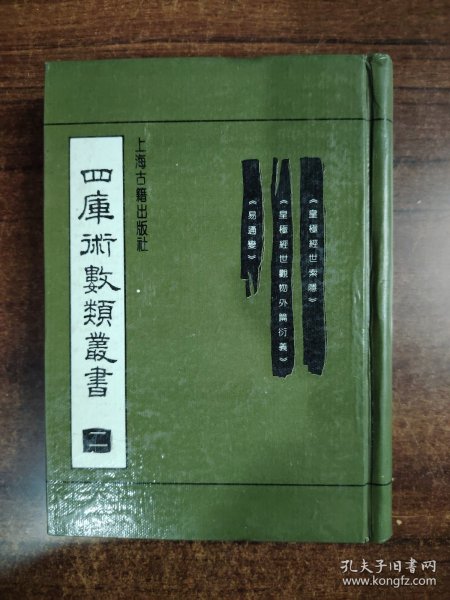 《皇極經世索隱》
《皇極經世觀物外篇衍義》
《易通變》
上海古籍出版社
四庫術數類叢書
二
孔夫子旧书网
www.kongfz.com